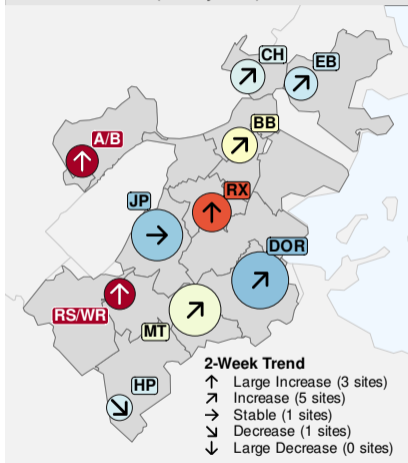 CH
EB
BB
A/B
RX
JP
DOR
RS/WR
MT
HP
2-Week Trend
↑ Large Increase (3 sites)
↗ Increase (5 sites)
→ Stable (1 sites)
↘ Decrease (1 sites)
↓ Large Decrease (0 sites)